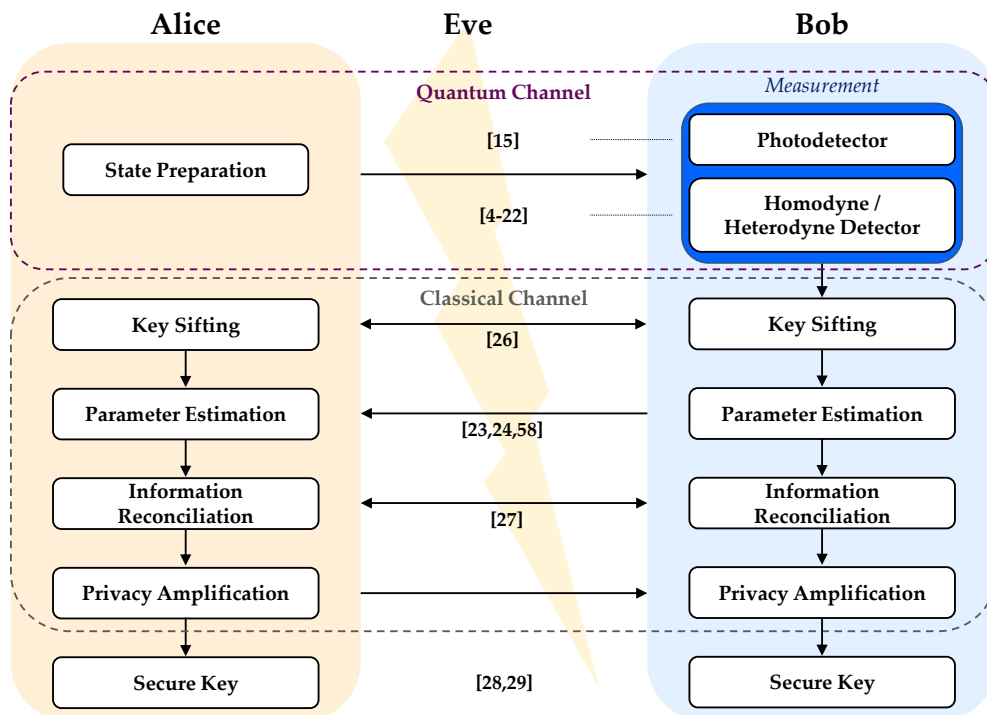 Alice
Eve
Bob
Quantum Channel
Measurement
[15]
Photodetector
State Preparation
[4-22]
Homodyne /
Heterodyne Detector
Classical Channel
Key Sifting
[26]
Key Sifting
Parameter Estimation
[23,24,58]
Parameter Estimation
Information
Reconciliation
[27]
Information
Reconciliation
Privacy Amplification
Privacy Amplification
Secure Key
[28,29]
Secure Key